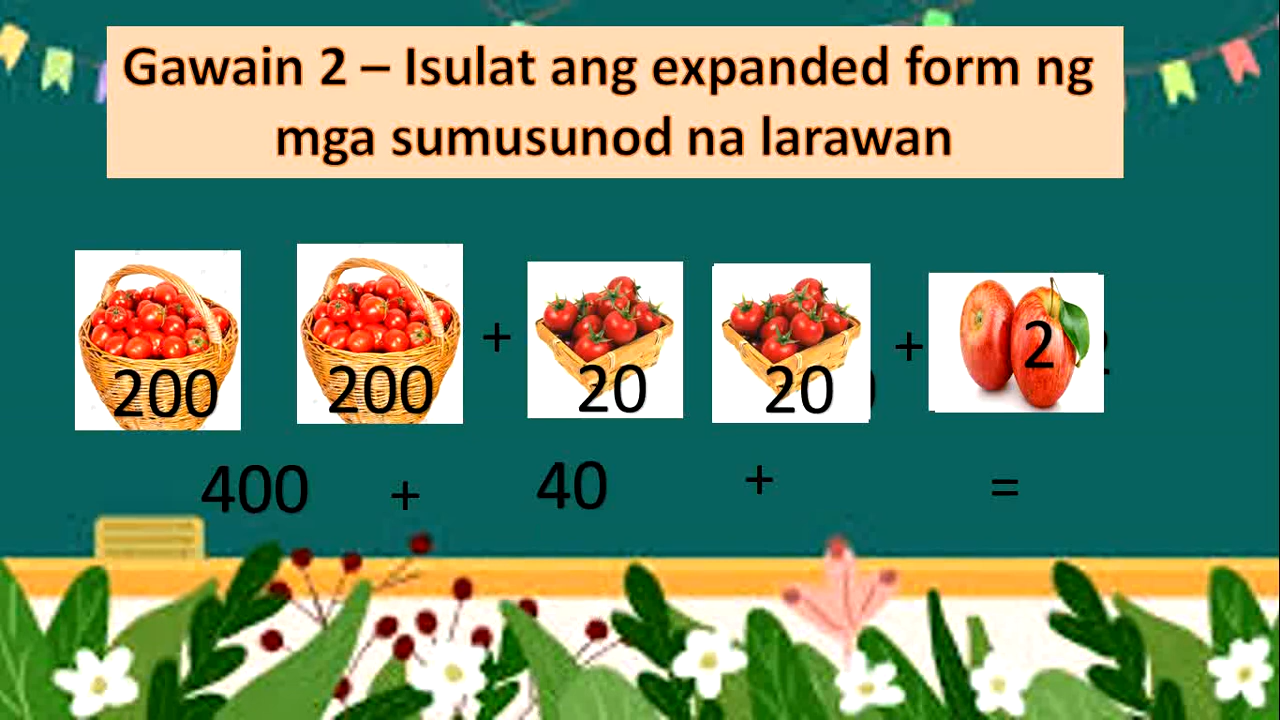 Gawain 2 – Isulat ang expanded form ng
mga sumusunod na larawan
200 200 + 20 20 + 2
400 + 40 + =